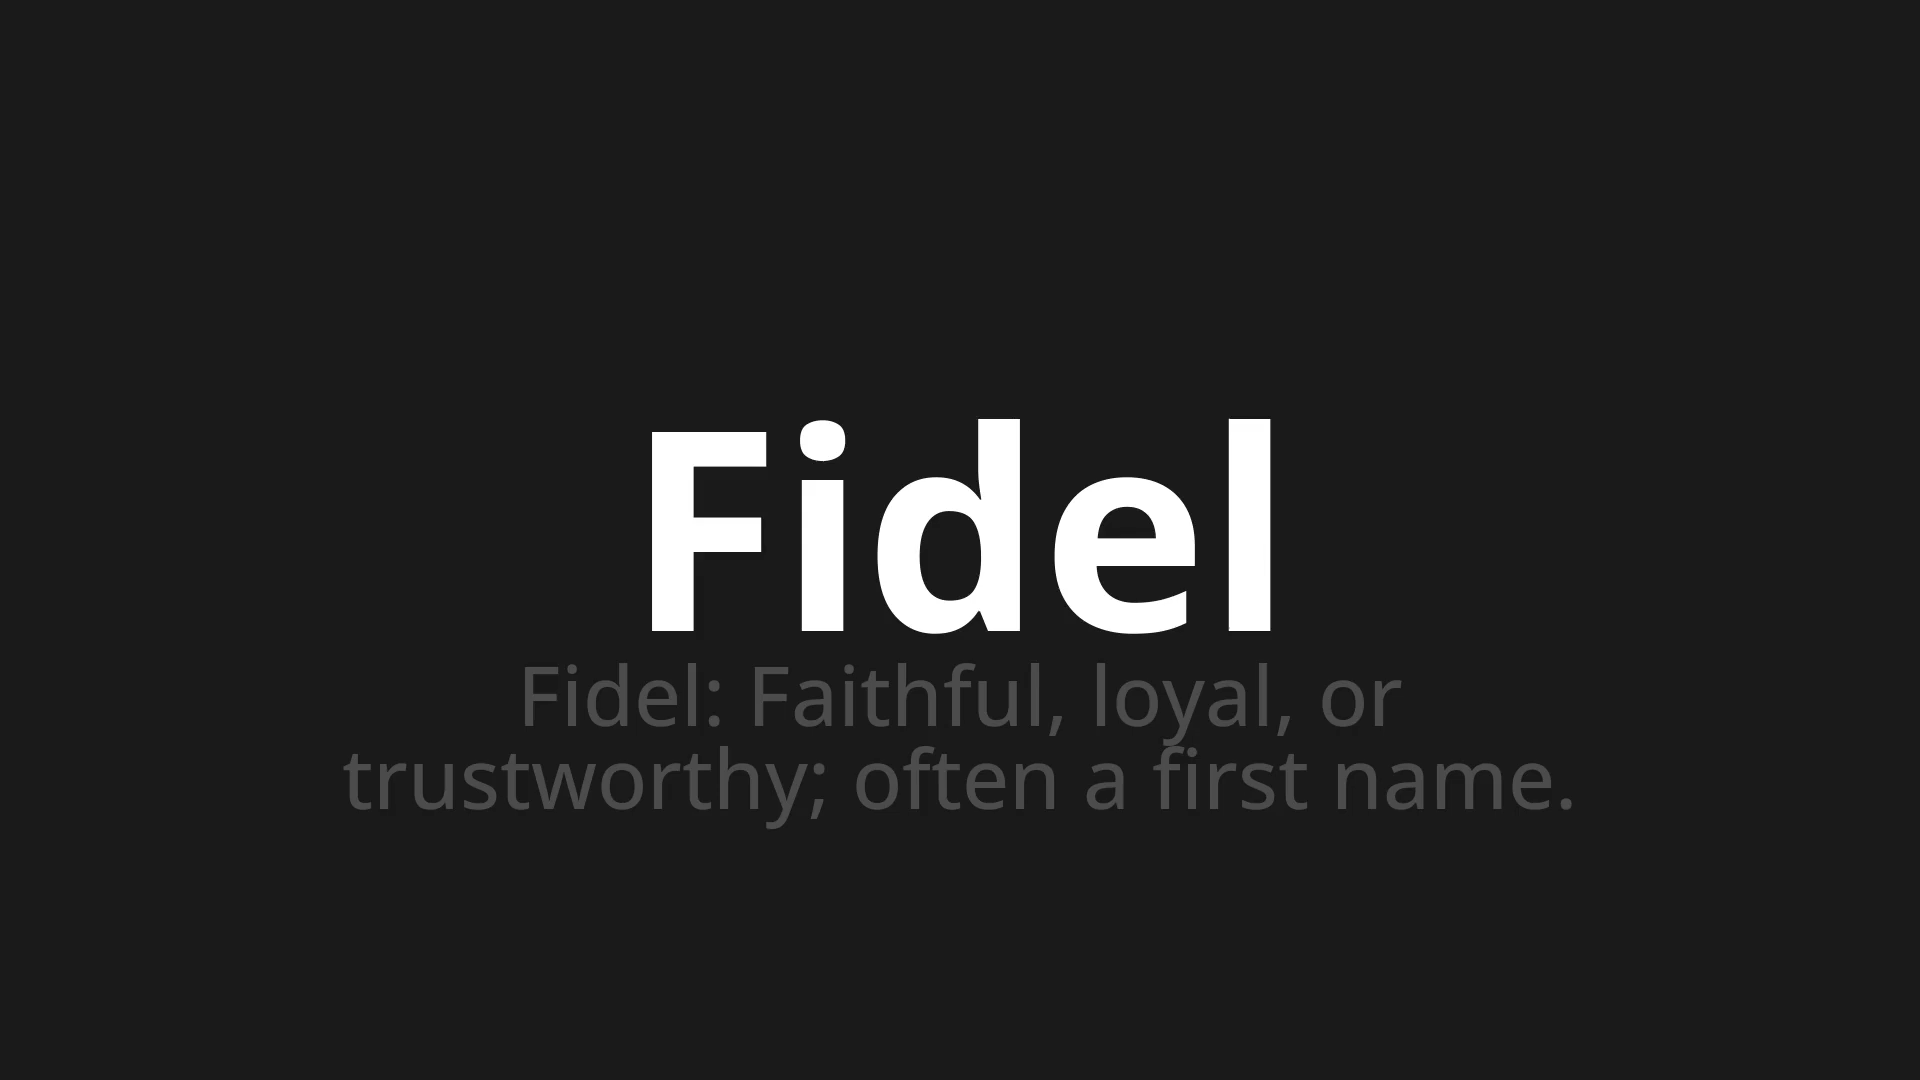 Fidel
Fidel: Faithful, loyal, or
trustworthy; often a first name.